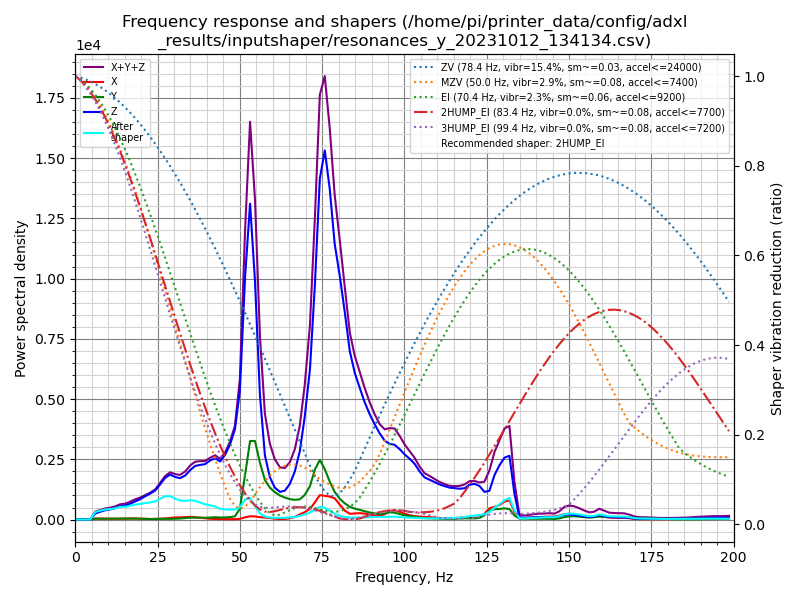 Frequency response and shapers (/home/pi/printer_data/config/adxl
_results/inputshaper/resonances_y_20231012_134134.csv)
1e4
X+Y+Z
X
Y
Z
After
shaper
ZV (78.4 Hz, vibr=15.4%, sm~=0.03, accel<=24000)
MZV (50.0 Hz, vibr=2.9%, sm~=0.08, accel<=7400)
EI (70.4 Hz, vibr=2.3%, sm~=0.06, accel<=9200)
2HUMP_EI (83.4 Hz, vibr=0.0%, sm~=0.08, accel<=7700)
3HUMP_EI (99.4 Hz, vibr=0.0%, sm~=0.08, accel<=7200)
Recommended shaper: 2HUMP_EI
Power spectral density
1.75
1.50
1.25
1.00
0.75
0.50
0.25
0.00
1.0
0.8
0.6
0.4
0.2
0.0
Shaper vibration reduction (ratio)
0 25 50 75 100 125 150 175 200
Frequency, Hz